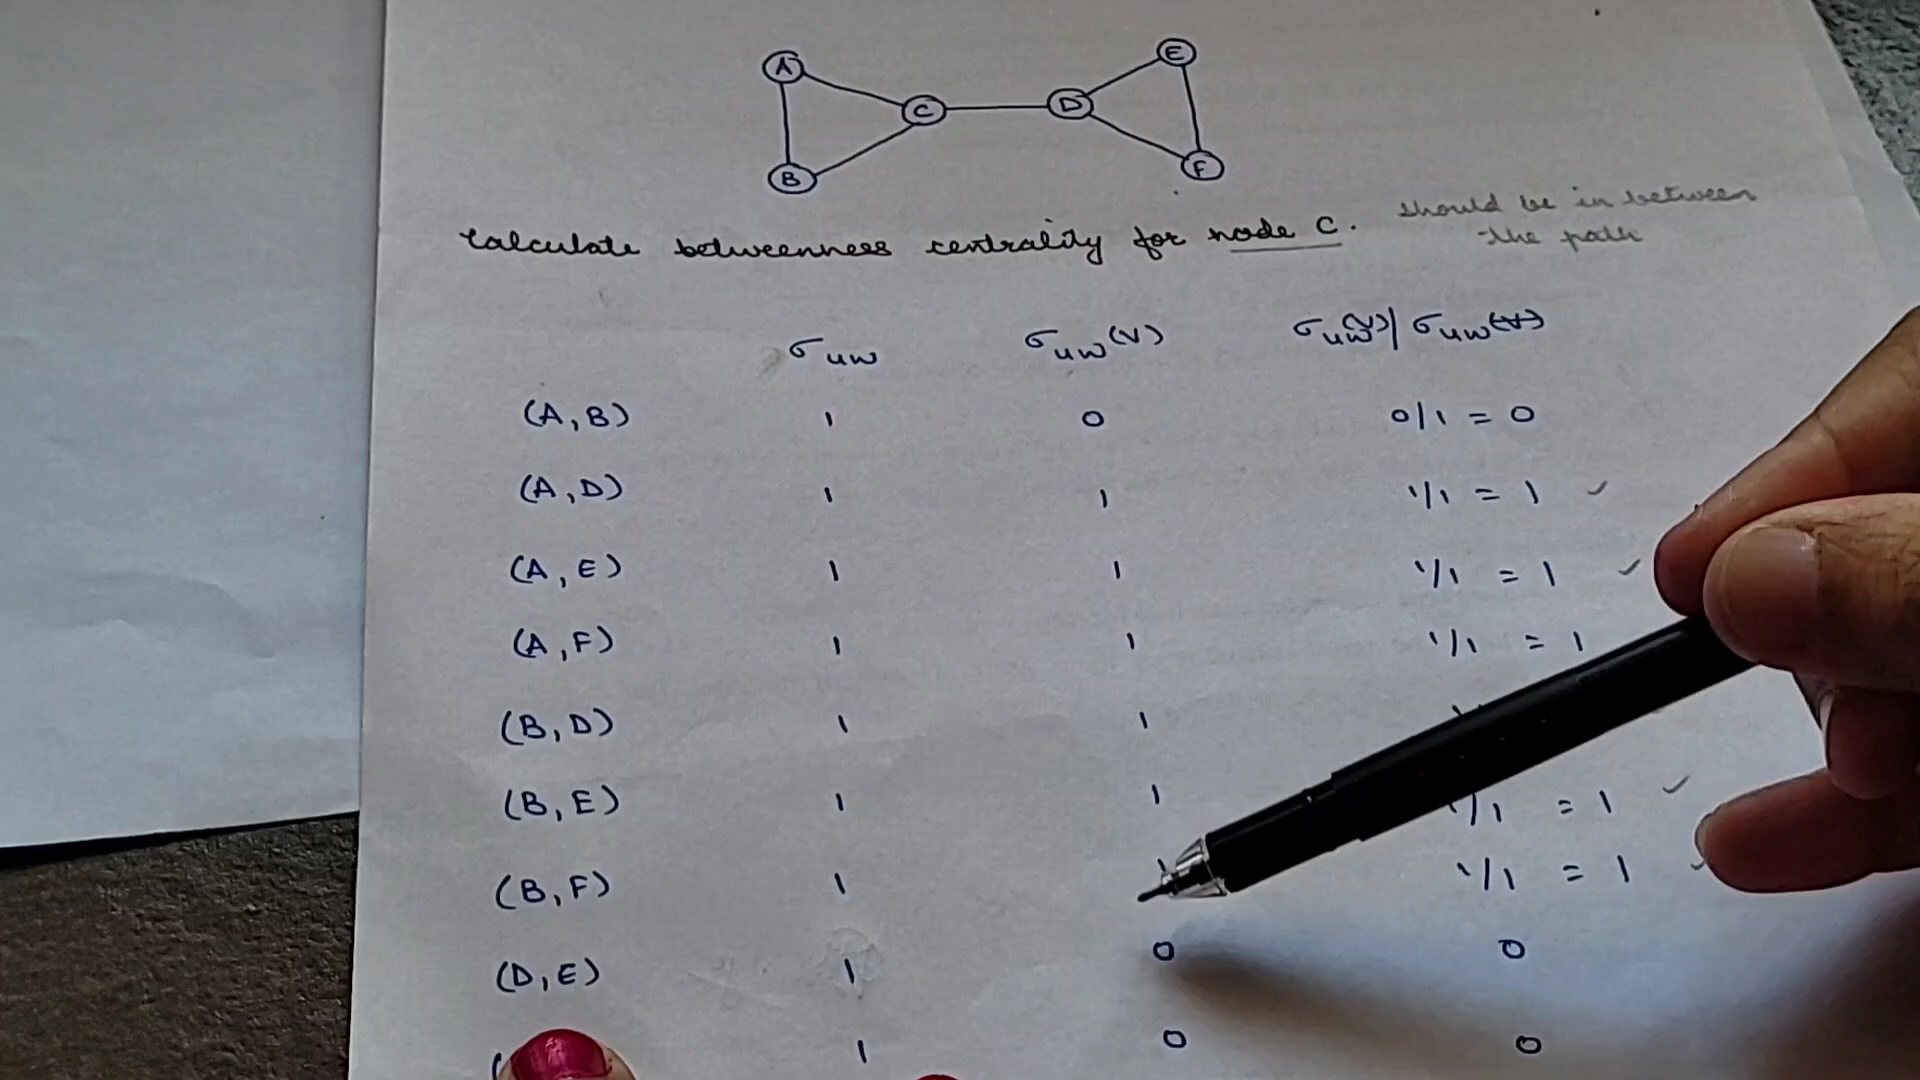 A
E
C
D
B
F
Calculate betweenness centrality for node C. should be in between
the path
σuw σuw(v) σuw(v)/σuw
(A,B) 1 0 0/1 = 0
(A,D) 1 1 1/1 = 1 ✓
(A,E) 1 1 1/1 = 1 ✓
(A,F) 1 1 1/1 = 1
(B,D) 1 1
(B,E) 1 1 1/1 = 1 ✓
(B,F) 1 1/1 = 1
(D,E) 1 0 0
( 1 0 0